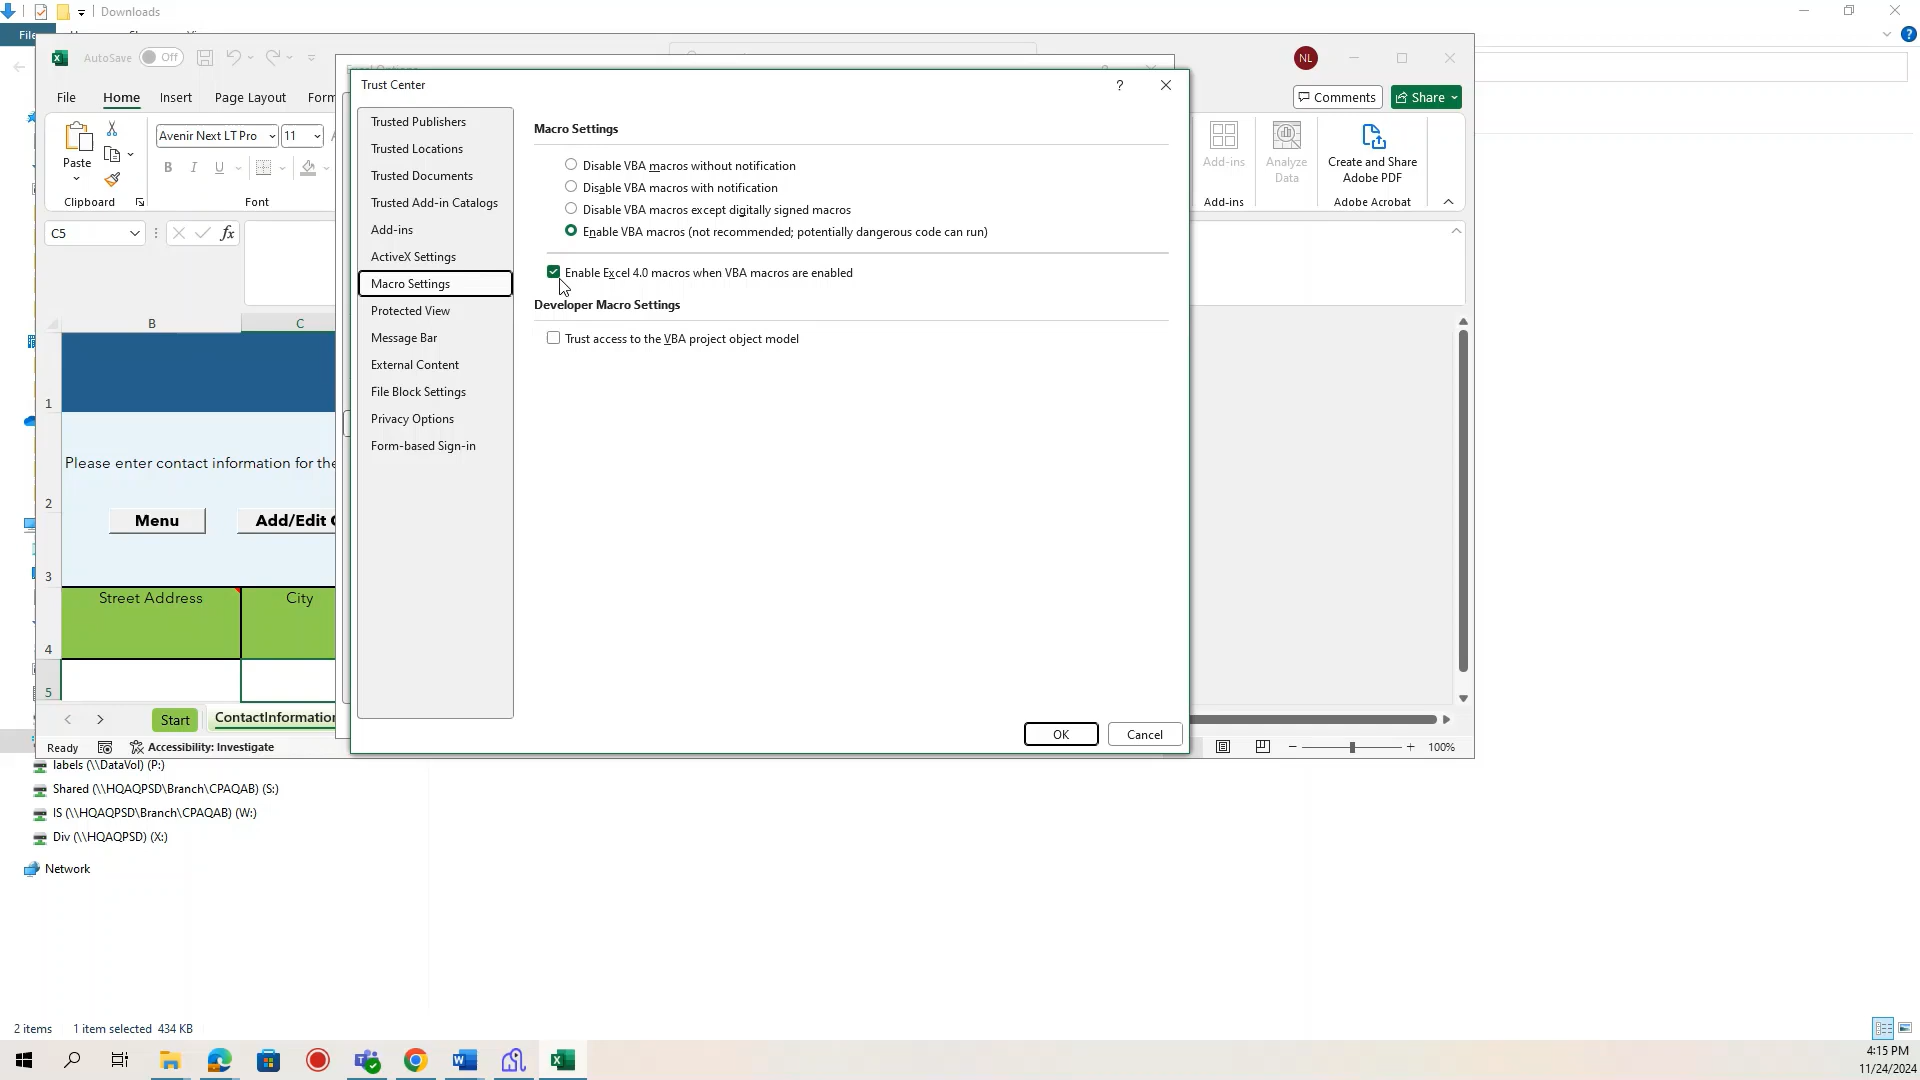 Downloads
File
AutoSave Off
NL
File Home Insert Page Layout Form
Comments Share
Paste
Clipboard
Avenir Next LT Pro 11
B I U
Font
Add-ins
Add-ins
Analyze
Data
Create and Share
Adobe PDF
Adobe Acrobat
C5
fx
B C
1
2
3
4
5
Please enter contact information for the
Menu Add/Edit
Street Address City
Start ContactInformation
Ready Accessibility: Investigate
100%
Trust Center
?
Trusted Publishers
Trusted Locations
Trusted Documents
Trusted Add-in Catalogs
Add-ins
ActiveX Settings
Macro Settings
Protected View
Message Bar
External Content
File Block Settings
Privacy Options
Form-based Sign-in
Macro Settings
Disable VBA macros without notification
Disable VBA macros with notification
Disable VBA macros except digitally signed macros
Enable VBA macros (not recommended; potentially dangerous code can run)
Enable Excel 4.0 macros when VBA macros are enabled
Developer Macro Settings
Trust access to the VBA project object model
OK Cancel
labels (\\DataVol) (P:)
Shared (\\HQAQPSD\Branch\CPAQAB) (S:)
IS (\\HQAQPSD\Branch\CPAQAB) (W:)
Div (\\HQAQPSD) (X:)
Network
2 items 1 item selected 434 KB
4:15 PM
11/24/2024